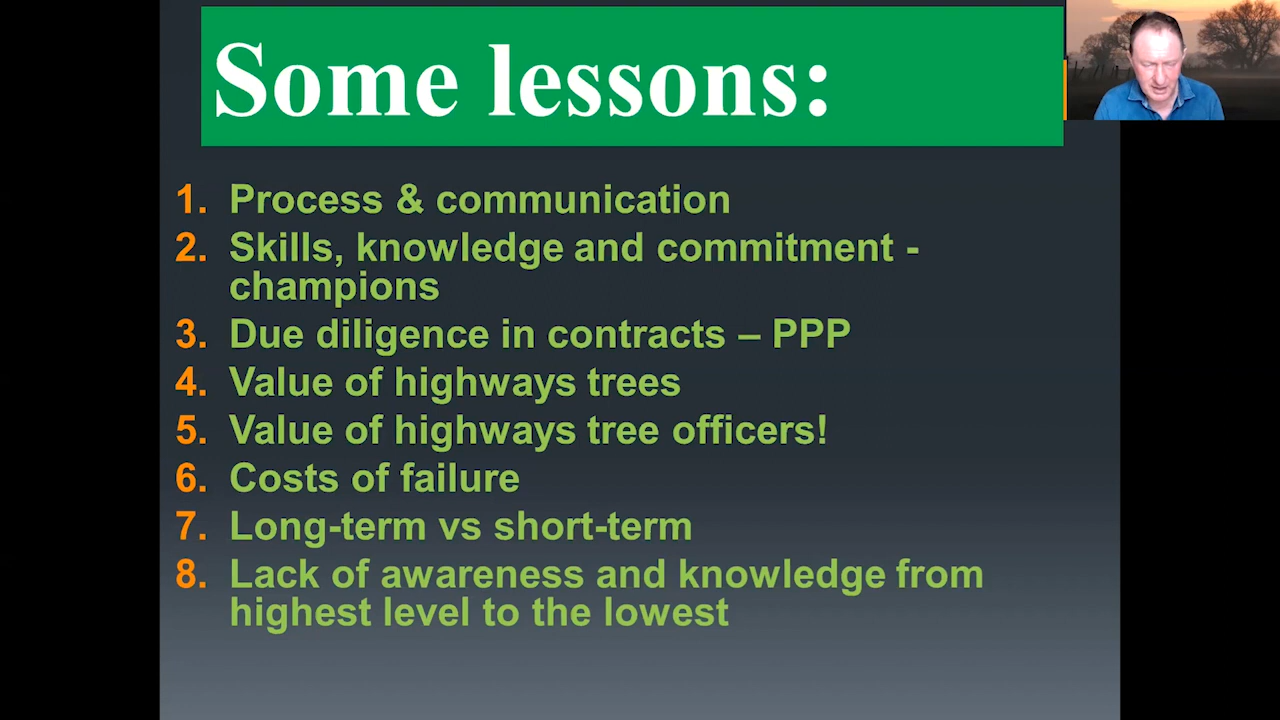 Some lessons:
1. Process & communication
2. Skills, knowledge and commitment -
champions
3. Due diligence in contracts – PPP
4. Value of highways trees
5. Value of highways tree officers!
6. Costs of failure
7. Long-term vs short-term
8. Lack of awareness and knowledge from
highest level to the lowest